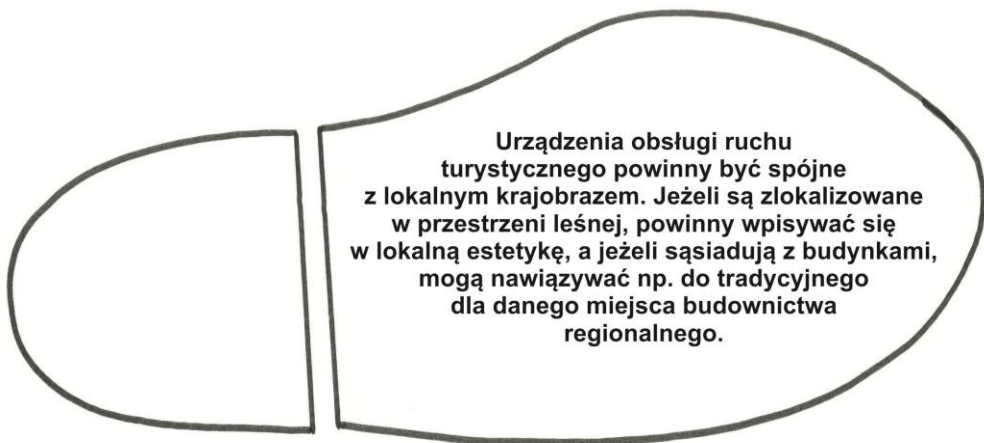 Urządzenia obsługi ruchu
turystycznego powinny być spójne
z lokalnym krajobrazem. Jeżeli są zlokalizowane
w przestrzeni leśnej, powinny wpisywać się
w lokalną estetykę, a jeżeli sąsiadują z budynkami,
mogą nawiązywać np. do tradycyjnego
dla danego miejsca budownictwa
regionalnego.